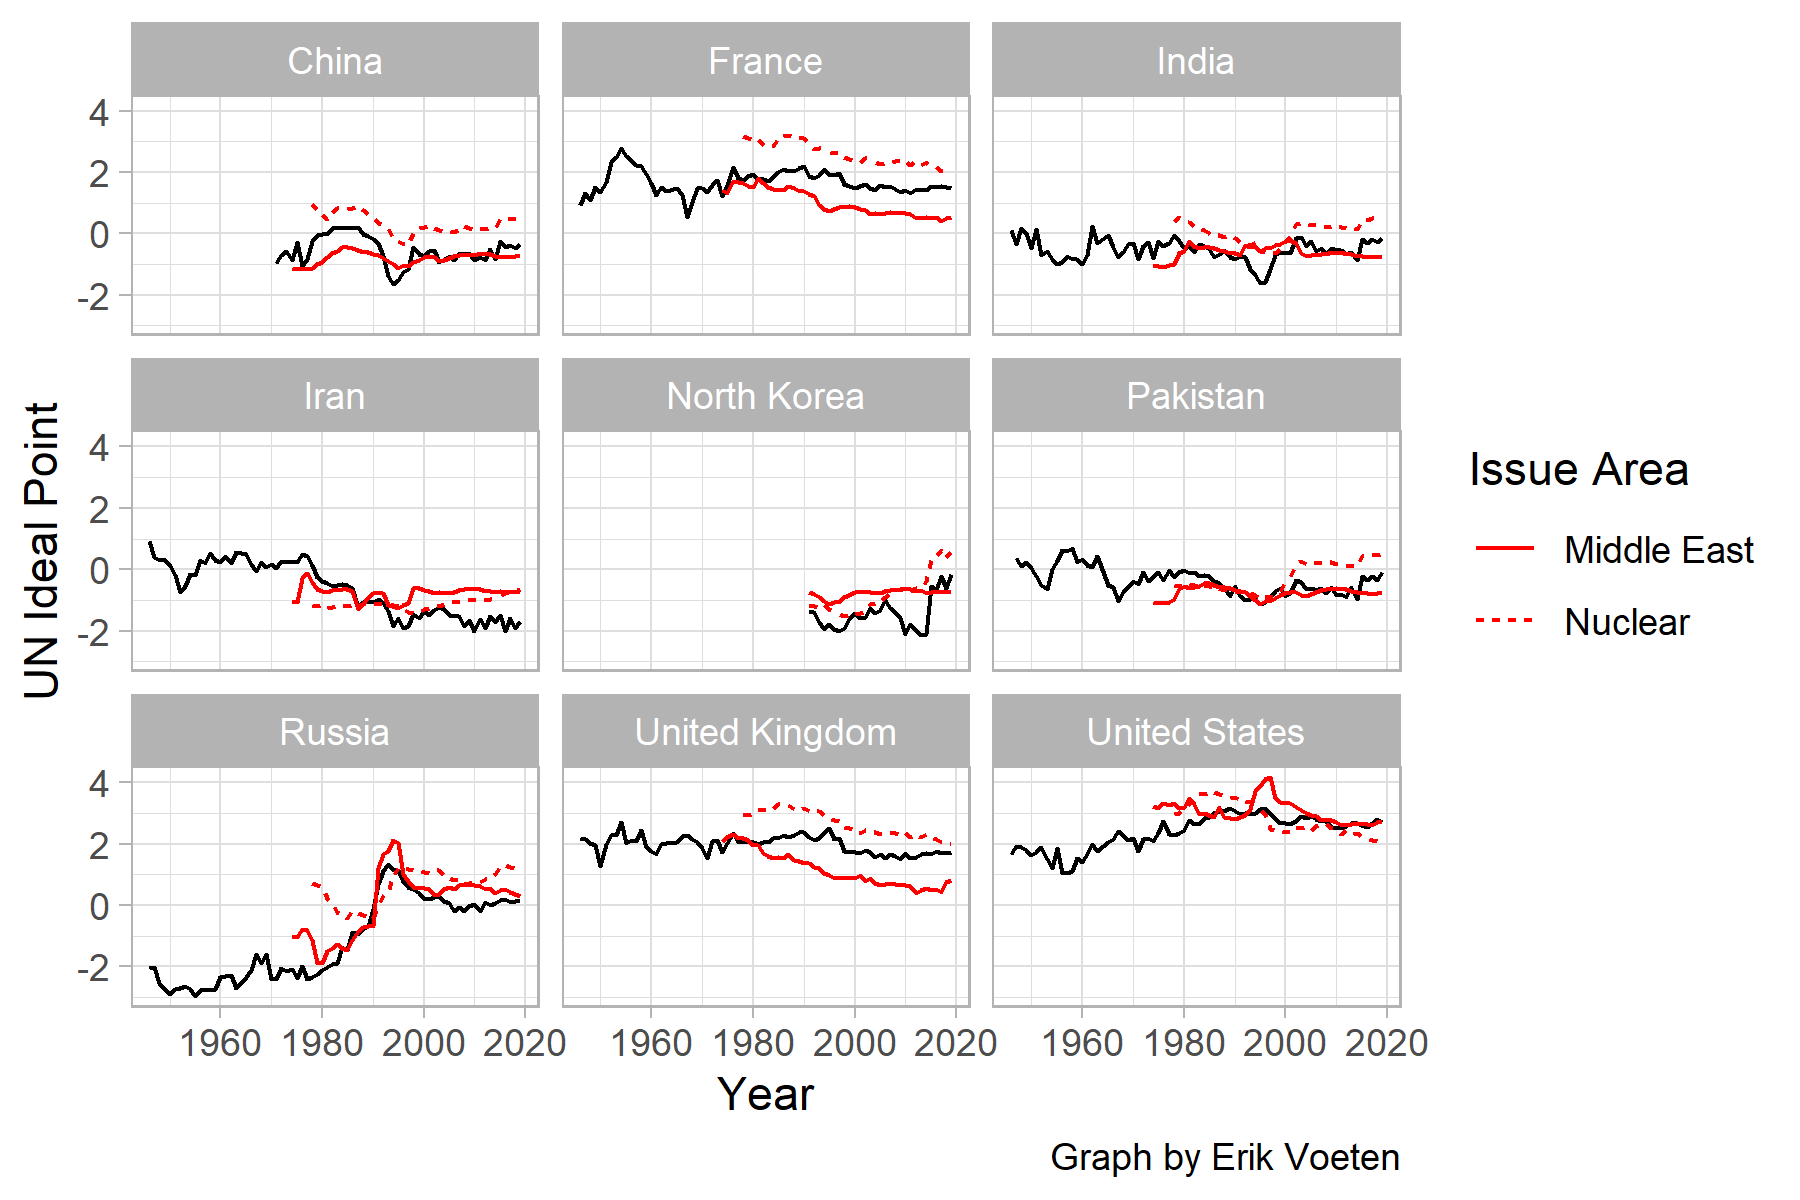 China
France
India
4
2
0
-2
Iran
North Korea
Pakistan
4
2
0
-2
Russia
United Kingdom
United States
4
2
0
-2
1960 1980 2000 2020
1960 1980 2000 2020
1960 1980 2000 2020
UN Ideal Point
Year
Issue Area
Middle East
Nuclear
Graph by Erik Voeten